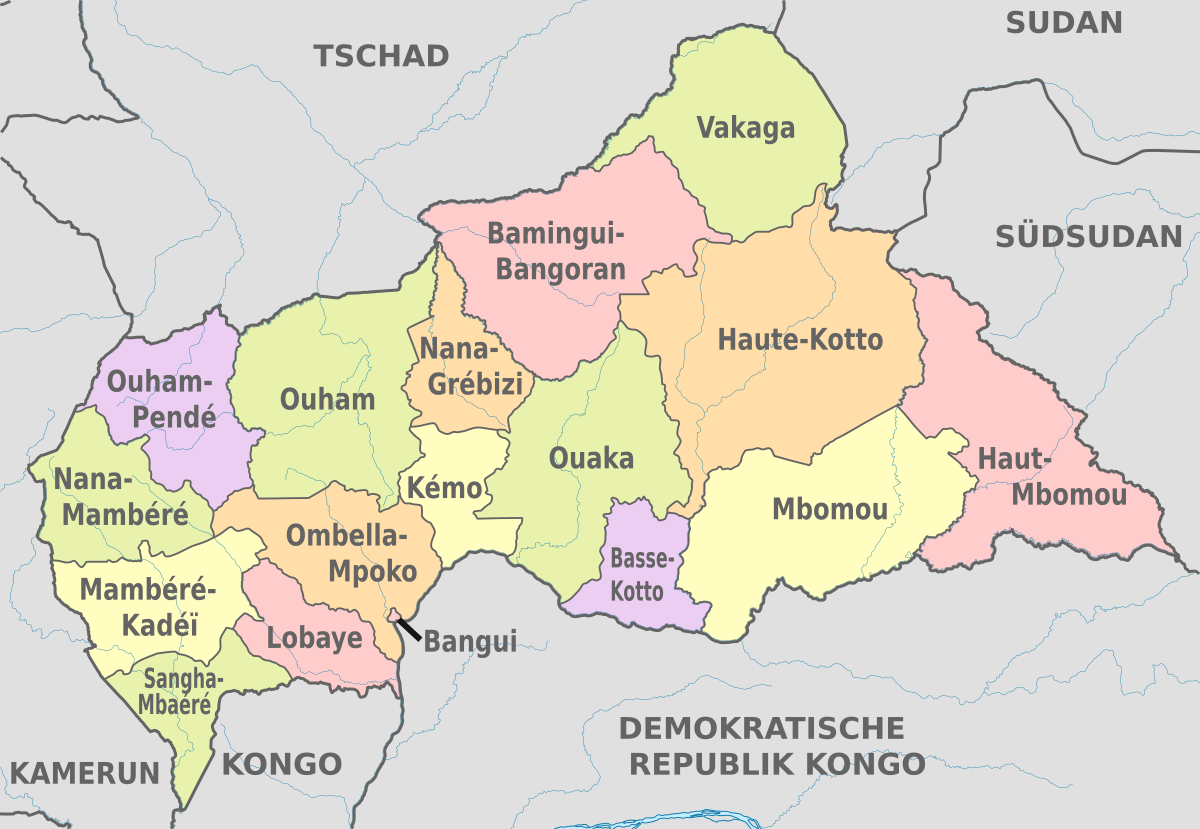 SUDAN
TSCHAD
Vakaga
Bamingui-
Bangoran
SÜDSUDAN
Haute-Kotto
Nana-
Grébizi
Ouham-
Pendé
Ouham
Ouaka
Haut-
Mbomou
Nana-
Mambéré
Kémo
Mbomou
Ombella-
Mpoko
Basse-
Kotto
Mambéré-
Kadéï
Lobaye
Bangui
Sangha-
Mbaéré
DEMOKRATISCHE
REPUBLIK KONGO
KAMERUN
KONGO